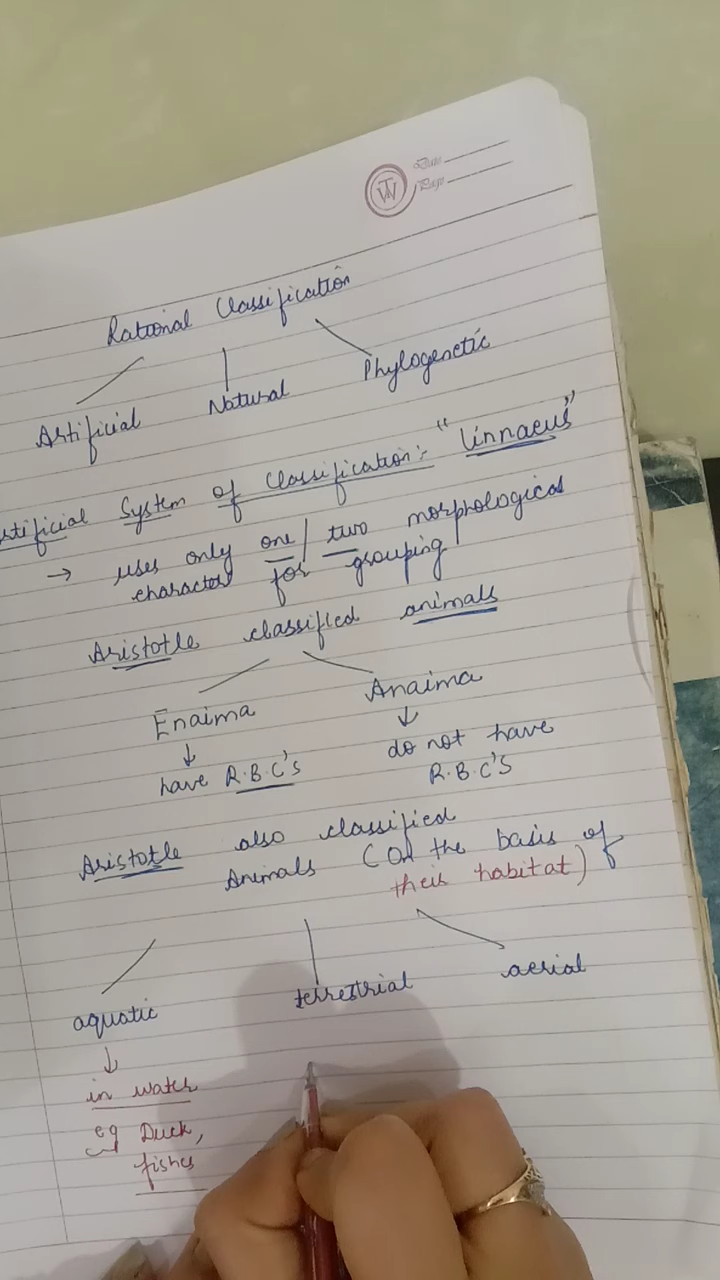 Date
Page
Rational Classification
Artificial Natural Phylogenetic
Artificial System of Classification:- "Linnaeus"
→ uses only one/two morphological
character for grouping
Aristotle classified animals
Enaima Anaima
↓ ↓
have R.B.C's do not have
R.B.C'S
Aristotle also classified
Animals (On the basis of
their habitat)
aquatic terrestrial aerial
↓
in water
eg Duck,
fishes